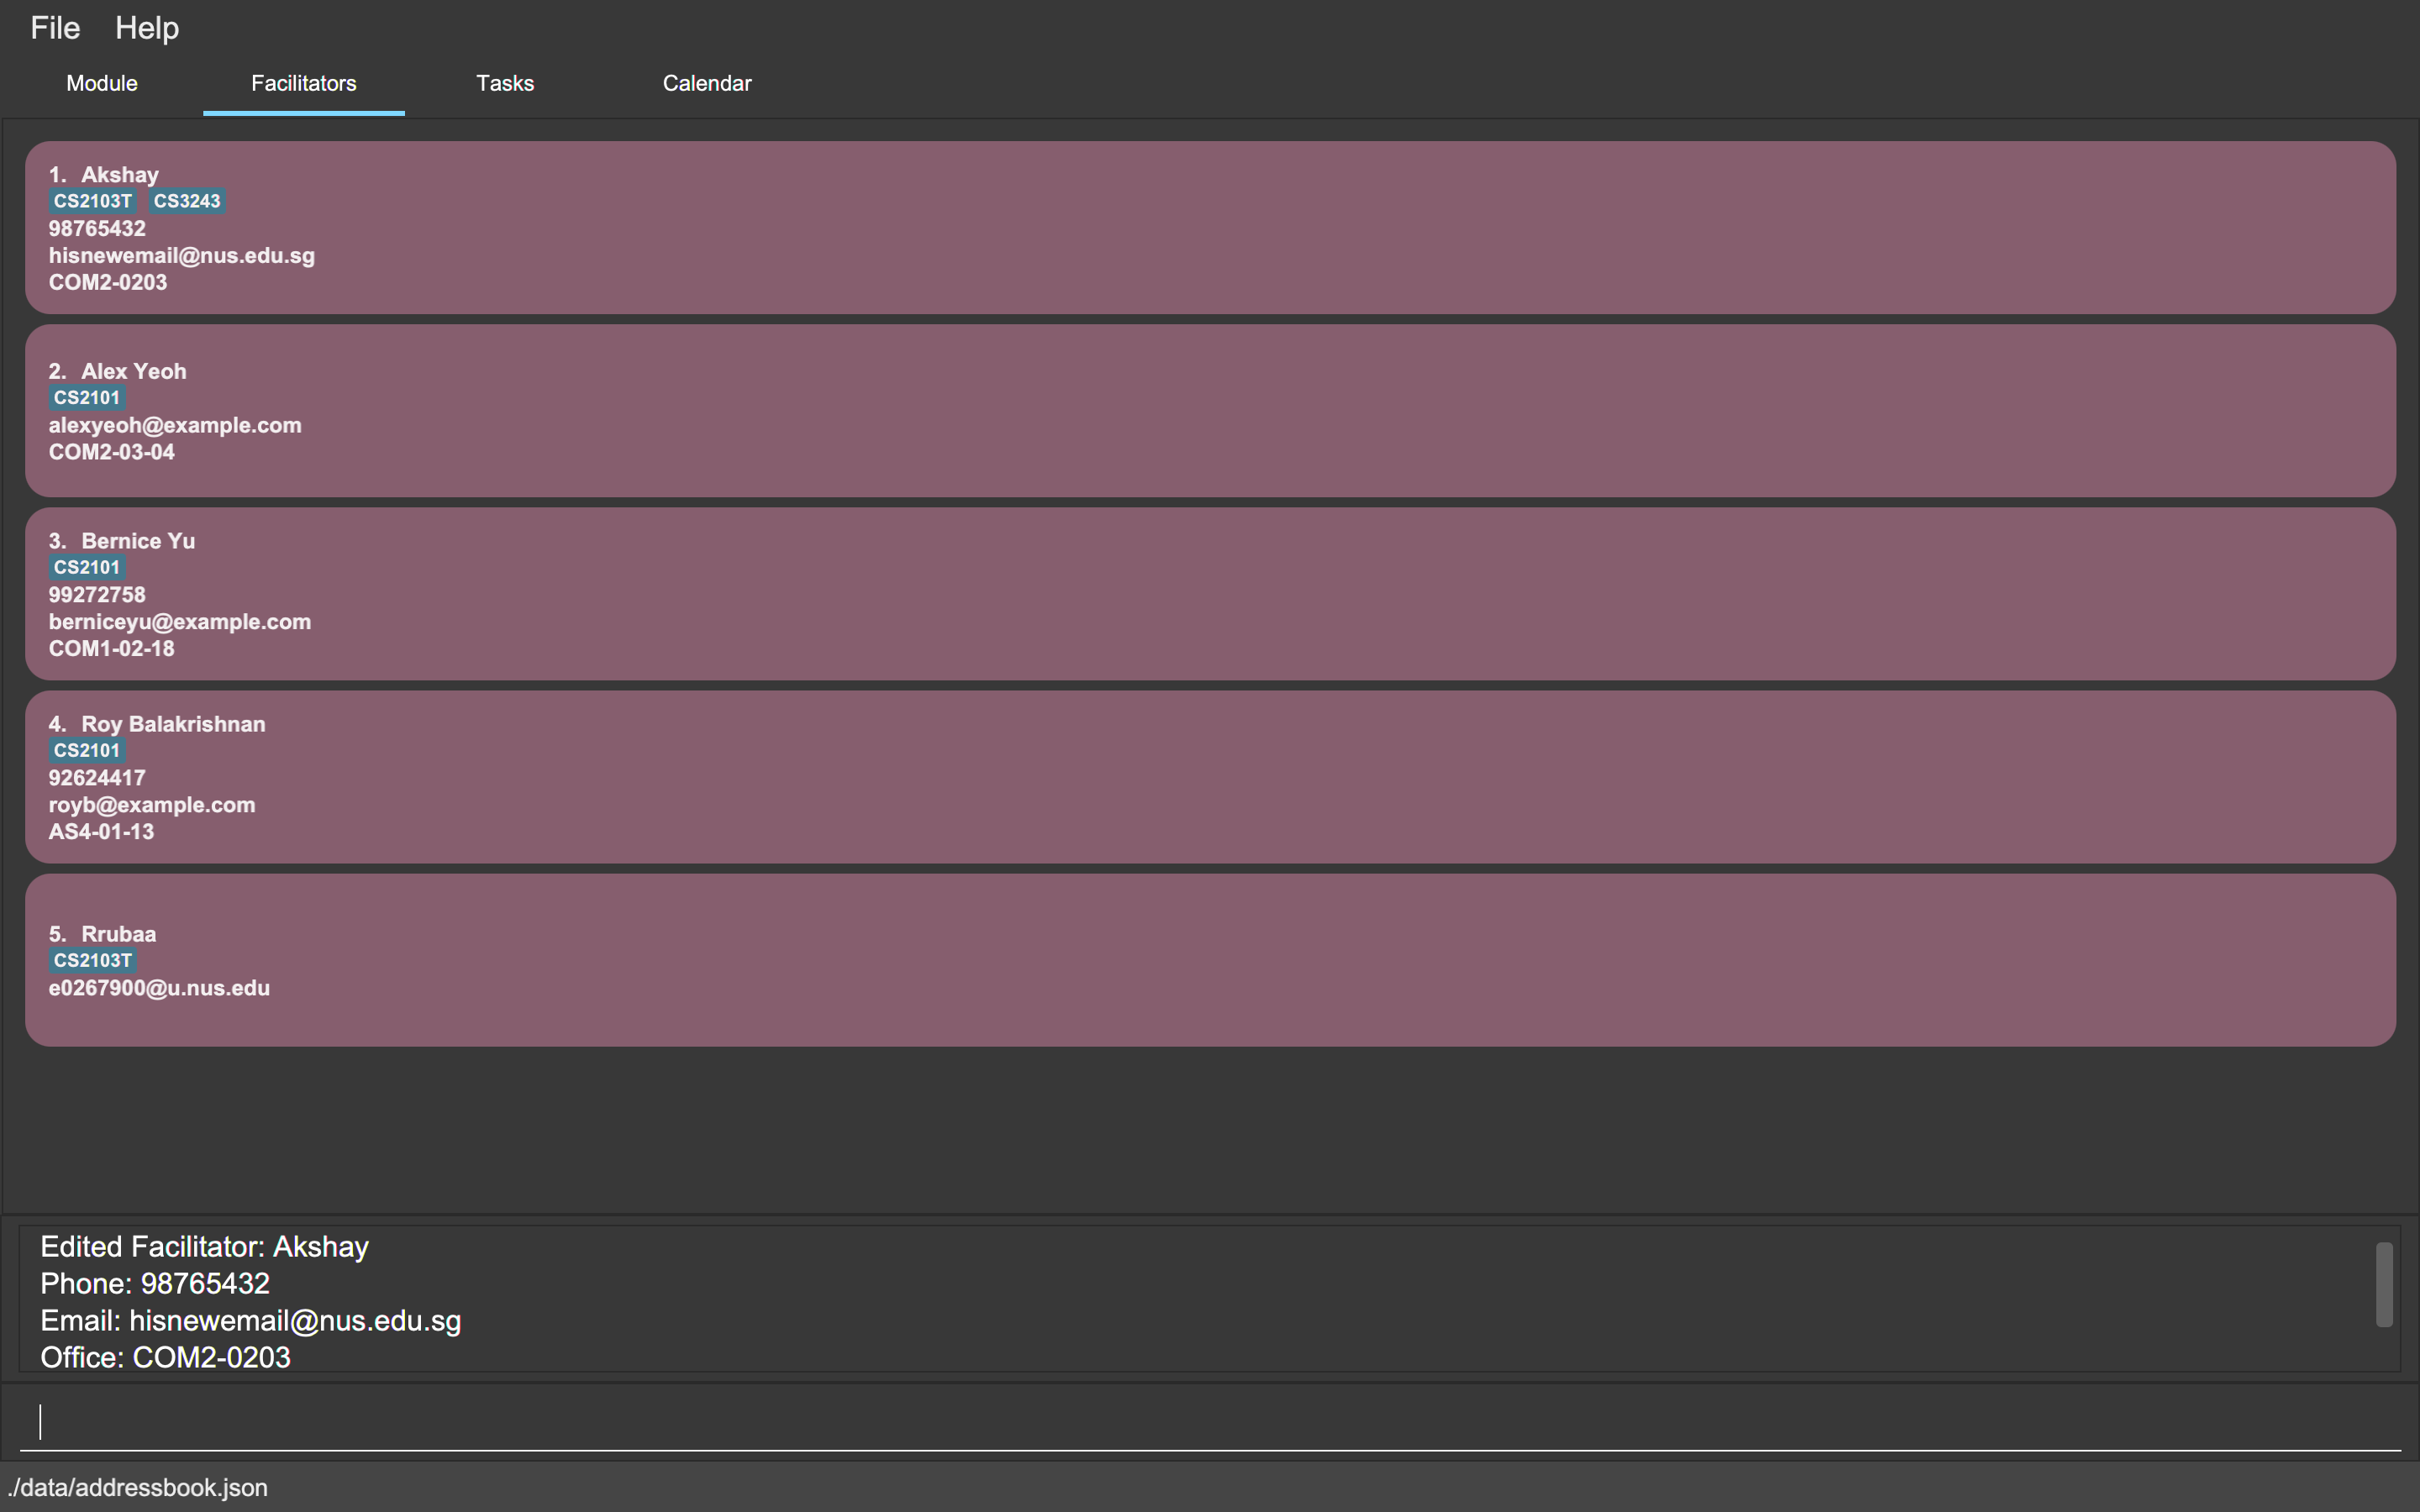 File Help
Module Facilitators Tasks Calendar
1. Akshay
CS2103T CS3243
98765432
hisnewemail@nus.edu.sg
COM2-0203
2. Alex Yeoh
CS2101
alexyeoh@example.com
COM2-03-04
3. Bernice Yu
CS2101
99272758
berniceyu@example.com
COM1-02-18
4. Roy Balakrishnan
CS2101
92624417
royb@example.com
AS4-01-13
5. Rrubaa
CS2103T
e0267900@u.nus.edu
Edited Facilitator: Akshay
Phone: 98765432
Email: hisnewemail@nus.edu.sg
Office: COM2-0203
./data/addressbook.json